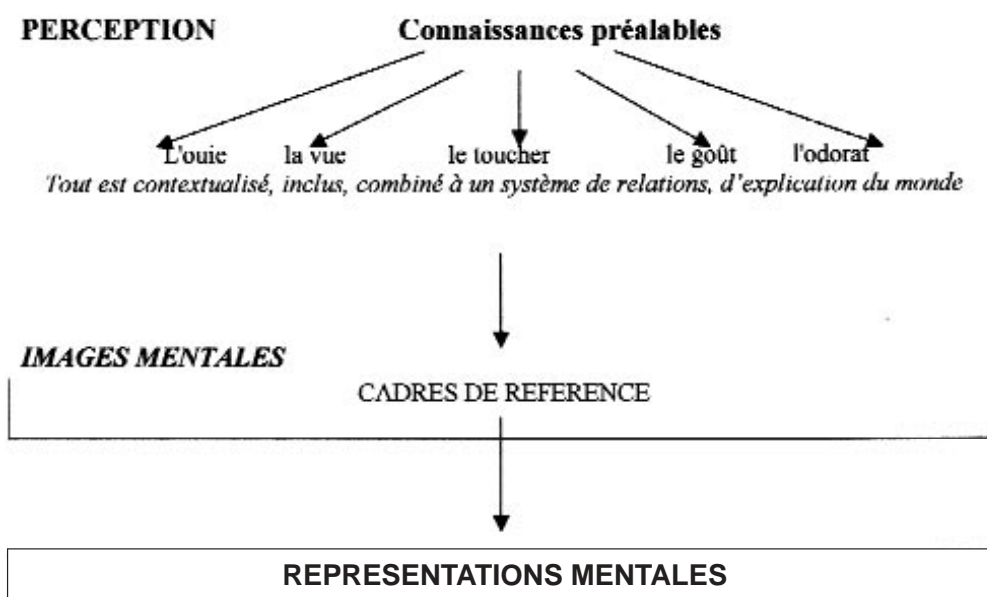 PERCEPTION Connaissances préalables
L'ouie la vue le toucher le goût l'odorat
Tout est contextualisé, inclus, combiné à un système de relations, d'explication du monde
IMAGES MENTALES
CADRES DE REFERENCE
REPRESENTATIONS MENTALES